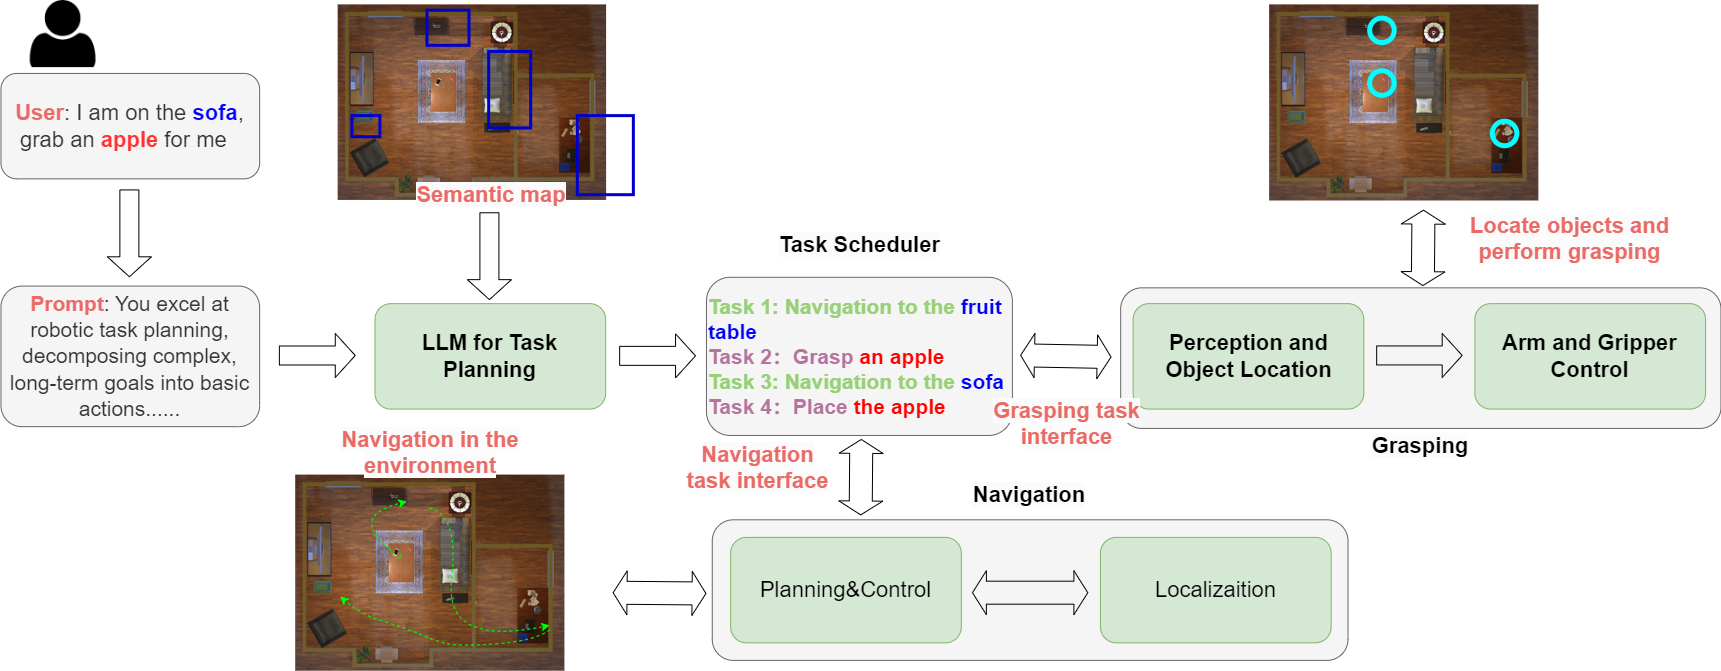 User: I am on the sofa,
grab an apple for me
Prompt: You excel at
robotic task planning,
decomposing complex,
long-term goals into basic
actions......
Semantic map
LLM for Task
Planning
Task Scheduler
Task 1: Navigation to the fruit
table
Task 2: Grasp an apple
Task 3: Navigation to the sofa
Task 4: Place the apple
Grasping task
interface
Locate objects and
perform grasping
Perception and
Object Location
Arm and Gripper
Control
Grasping
Navigation in the
environment
Navigation
task interface
Navigation
Planning&Control
Localizaition